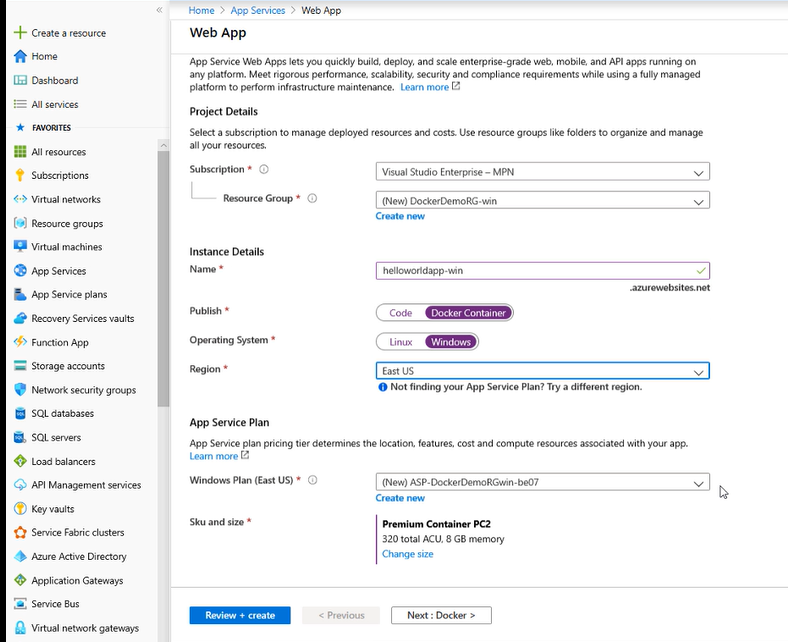 «
Create a resource
Home
Dashboard
All services
FAVORITES
All resources
Subscriptions
Virtual networks
Resource groups
Virtual machines
App Services
App Service plans
Recovery Services vaults
Function App
Storage accounts
Network security groups
SQL databases
SQL servers
Load balancers
API Management services
Key vaults
Service Fabric clusters
Azure Active Directory
Application Gateways
Service Bus
Virtual network gateways
Home > App Services > Web App
Web App
App Service Web Apps lets you quickly build, deploy, and scale enterprise-grade web, mobile, and API apps running on
any platform. Meet rigorous performance, scalability, security and compliance requirements while using a fully managed
platform to perform infrastructure maintenance. Learn more
Project Details
Select a subscription to manage deployed resources and costs. Use resource groups like folders to organize and manage
all your resources.
Subscription * Visual Studio Enterprise – MPN
Resource Group * (New) DockerDemoRG-win
Create new
Instance Details
Name * helloworldapp-win
.azurewebsites.net
Publish * Code Docker Container
Operating System * Linux Windows
Region * East US
Not finding your App Service Plan? Try a different region.
App Service Plan
App Service plan pricing tier determines the location, features, cost and compute resources associated with your app.
Learn more
Windows Plan (East US) * (New) ASP-DockerDemoRGwin-be07
Create new
Sku and size * Premium Container PC2
320 total ACU, 8 GB memory
Change size
Review + create < Previous Next : Docker >